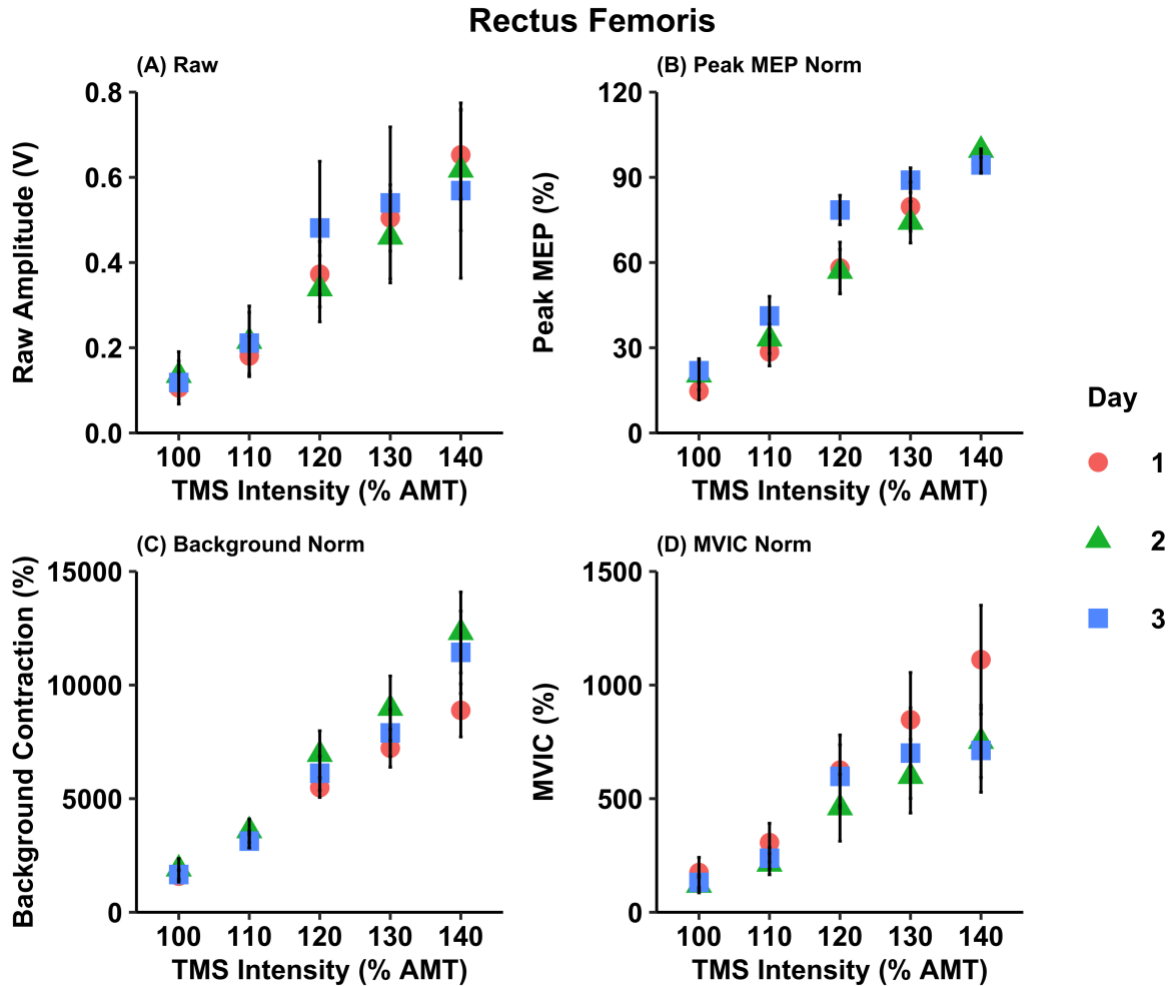 Rectus Femoris
(A) Raw
Raw Amplitude (V)
0.8
0.6
0.4
0.2
0.0
100 110 120 130 140
TMS Intensity (% AMT)
(B) Peak MEP Norm
Peak MEP (%)
120
90
60
30
0
100 110 120 130 140
TMS Intensity (% AMT)
(C) Background Norm
Background Contraction (%)
15000
10000
5000
0
100 110 120 130 140
TMS Intensity (% AMT)
(D) MVIC Norm
MVIC (%)
1500
1000
500
0
100 110 120 130 140
TMS Intensity (% AMT)
Day
1
2
3